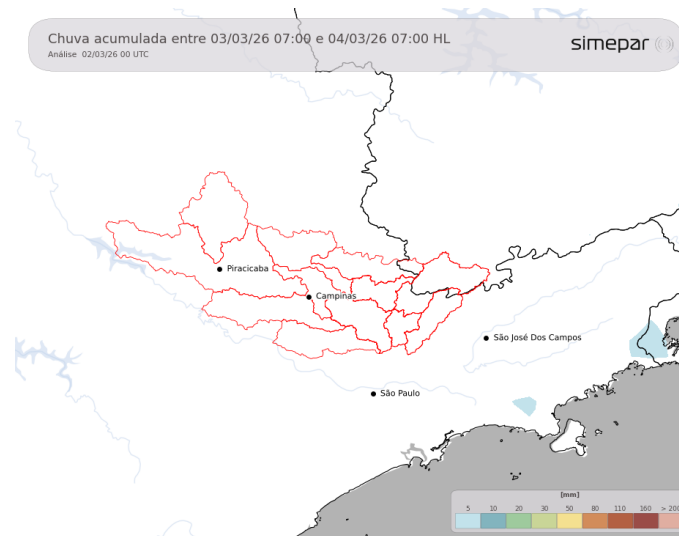 Chuva acumulada entre 03/03/26 07:00 e 04/03/26 07:00 HL
Análise 02/03/26 00 UTC
simepar
Piracicaba
Campinas
São José Dos Campos
São Paulo
[mm]
5 10 20 30 50 80 110 160 > 200